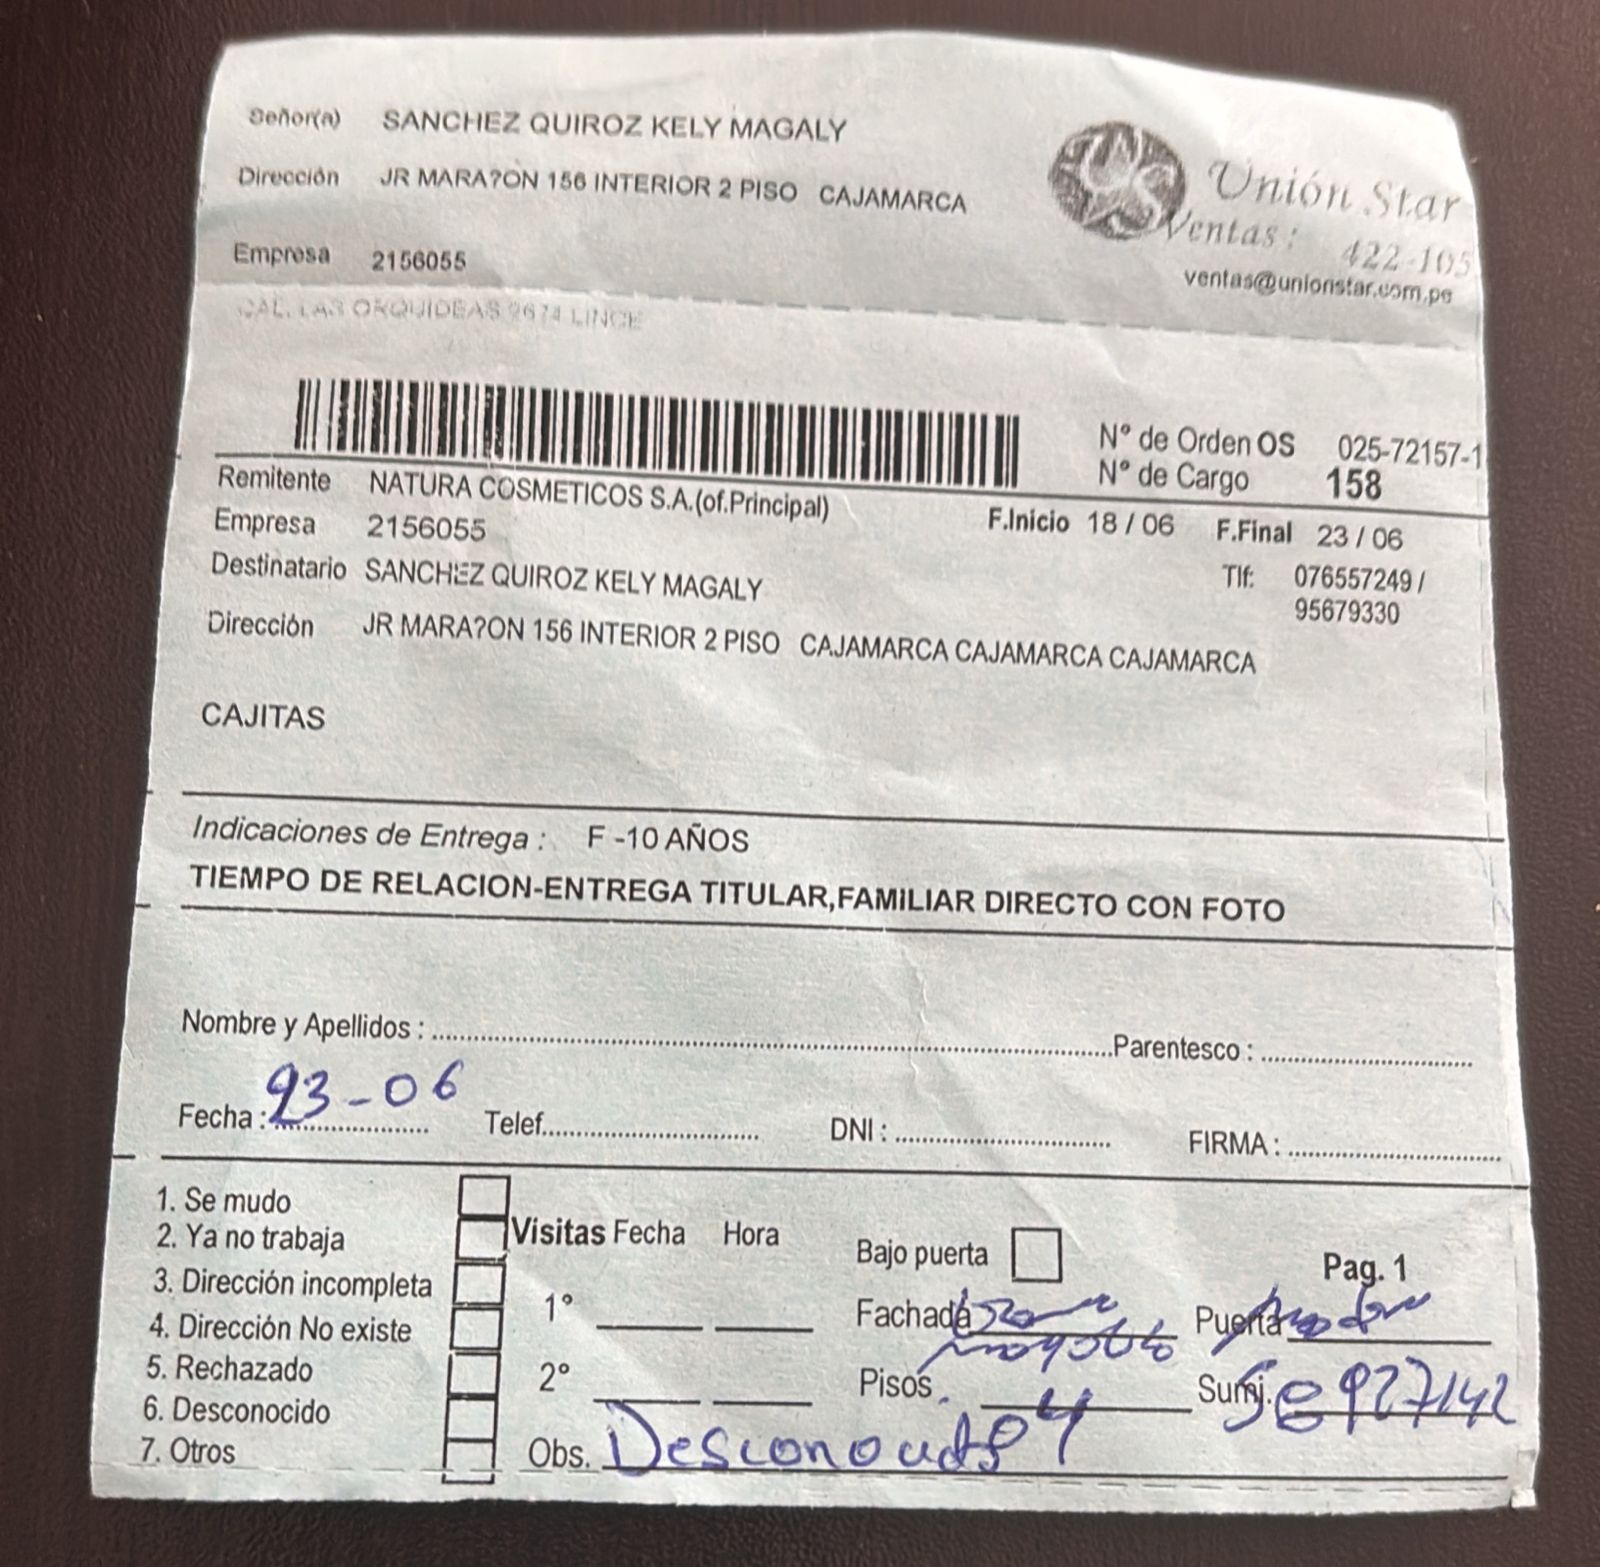 Señor(a) SANCHEZ QUIROZ KELY MAGALY
Dirección JR MARA?ON 156 INTERIOR 2 PISO CAJAMARCA
Empresa 2156055
Unión Star
Ventas: 422-105
ventas@unionstar.com.pe
CAL. LAS ORQUIDEAS 2674 LINCE
N° de Orden OS 025-72157-1
N° de Cargo 158
Remitente NATURA COSMETICOS S.A.(of.Principal)
F.Inicio 18 / 06 F.Final 23 / 06
Empresa 2156055
Destinatario SANCHEZ QUIROZ KELY MAGALY
Tlf: 076557249 /
95679330
Dirección JR MARA?ON 156 INTERIOR 2 PISO CAJAMARCA CAJAMARCA CAJAMARCA
CAJITAS
Indicaciones de Entrega : F -10 AÑOS
TIEMPO DE RELACION-ENTREGA TITULAR,FAMILIAR DIRECTO CON FOTO
Nombre y Apellidos : Parentesco :
Fecha : 23-06 Telef. DNI : FIRMA :
1. Se mudo
2. Ya no trabaja
3. Dirección incompleta
4. Dirección No existe
5. Rechazado
6. Desconocido
7. Otros
Visitas Fecha Hora
1°
2°
Bajo puerta
Pag. 1
Fachada
Puerta
Pisos. 4
Sumi. 927142
Obs. Desconocido